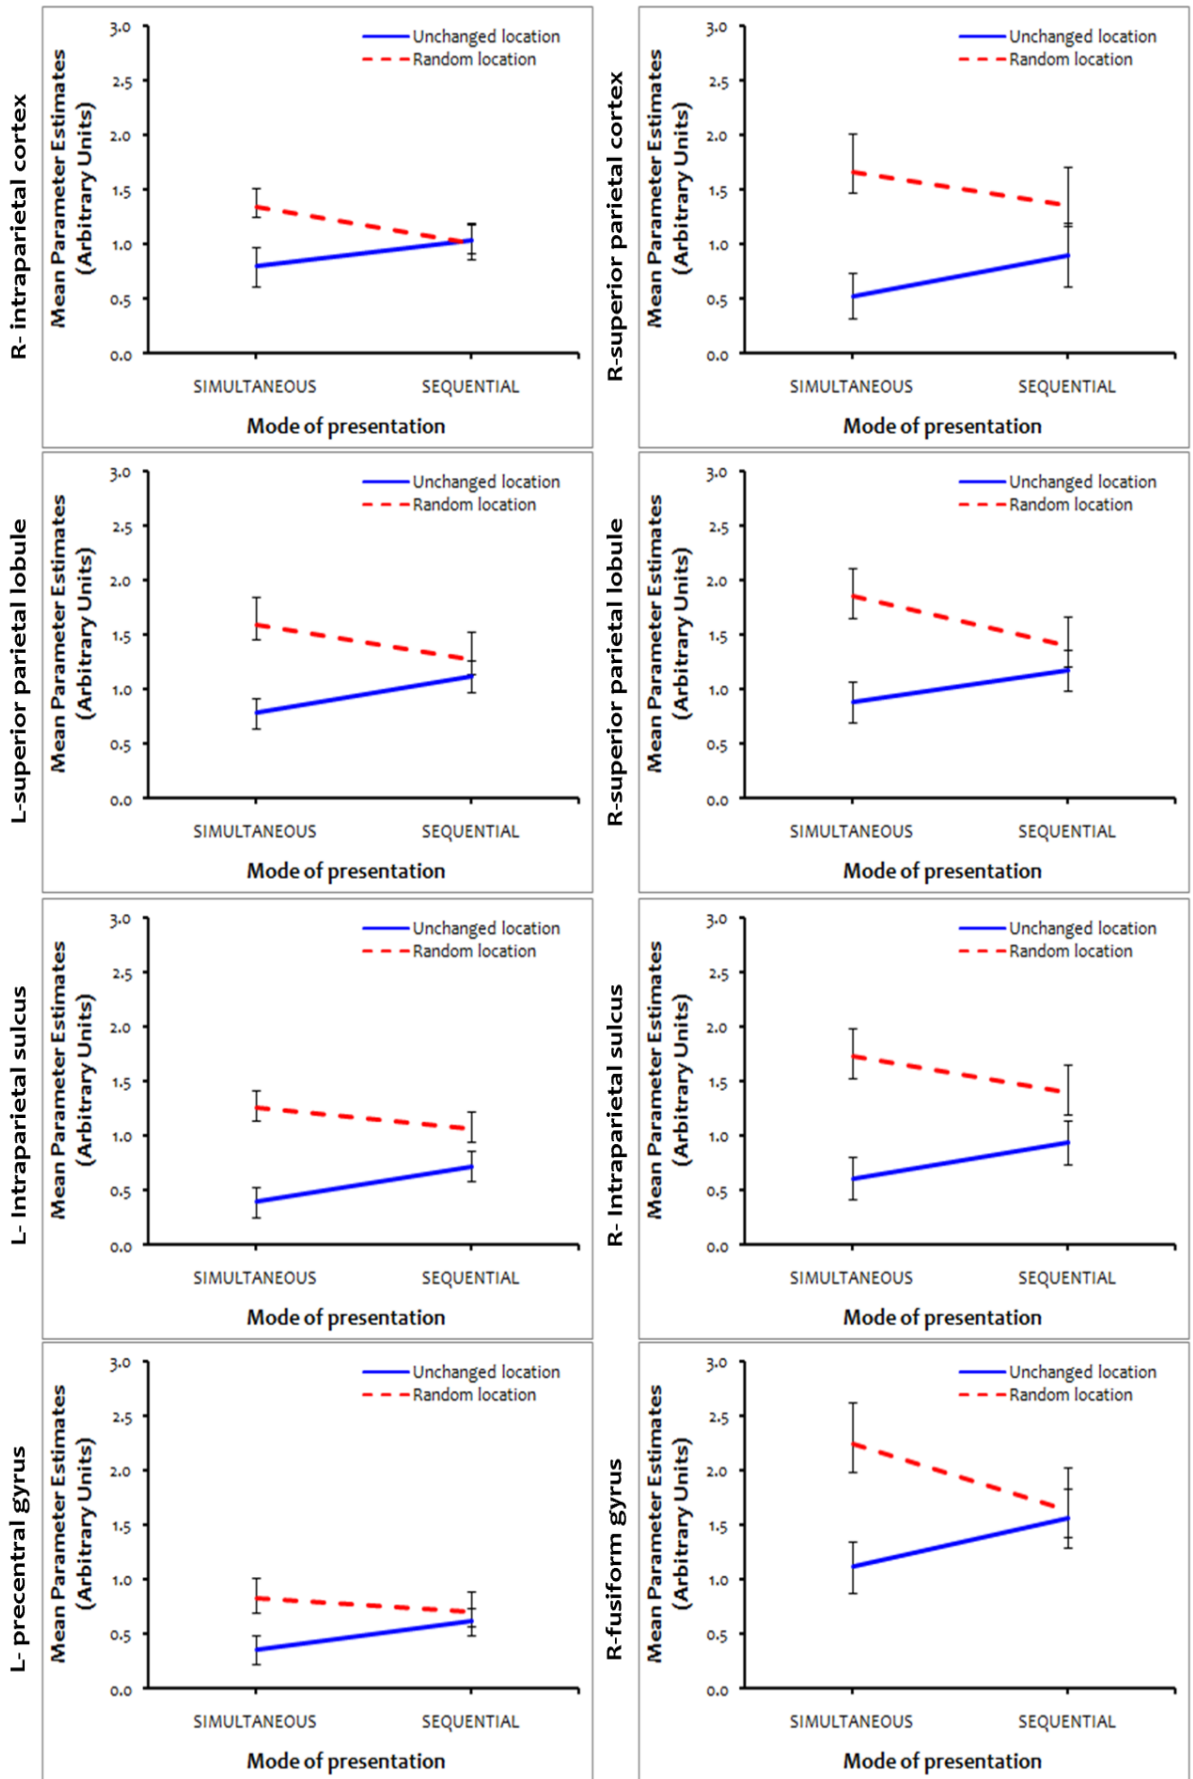 R- intraparietal cortex
Mean Parameter Estimates
(Arbitrary Units)
3.0
2.5
2.0
1.5
1.0
0.5
0.0
Unchanged location
Random location
SIMULTANEOUS
SEQUENTIAL
Mode of presentation
R-superior parietal cortex
Mean Parameter Estimates
(Arbitrary Units)
3.0
2.5
2.0
1.5
1.0
0.5
0.0
Unchanged location
Random location
SIMULTANEOUS
SEQUENTIAL
Mode of presentation
L-superior parietal lobule
Mean Parameter Estimates
(Arbitrary Units)
3.0
2.5
2.0
1.5
1.0
0.5
0.0
Unchanged location
Random location
SIMULTANEOUS
SEQUENTIAL
Mode of presentation
R-superior parietal lobule
Mean Parameter Estimates
(Arbitrary Units)
3.0
2.5
2.0
1.5
1.0
0.5
0.0
Unchanged location
Random location
SIMULTANEOUS
SEQUENTIAL
Mode of presentation
L- Intraparietal sulcus
Mean Parameter Estimates
(Arbitrary Units)
3.0
2.5
2.0
1.5
1.0
0.5
0.0
Unchanged location
Random location
SIMULTANEOUS
SEQUENTIAL
Mode of presentation
R- Intraparietal sulcus
Mean Parameter Estimates
(Arbitrary Units)
3.0
2.5
2.0
1.5
1.0
0.5
0.0
Unchanged location
Random location
SIMULTANEOUS
SEQUENTIAL
Mode of presentation
L- precentral gyrus
Mean Parameter Estimates
(Arbitrary Units)
3.0
2.5
2.0
1.5
1.0
0.5
0.0
Unchanged location
Random location
SIMULTANEOUS
SEQUENTIAL
Mode of presentation
R-fusiform gyrus
Mean Parameter Estimates
(Arbitrary Units)
3.0
2.5
2.0
1.5
1.0
0.5
0.0
Unchanged location
Random location
SIMULTANEOUS
SEQUENTIAL
Mode of presentation